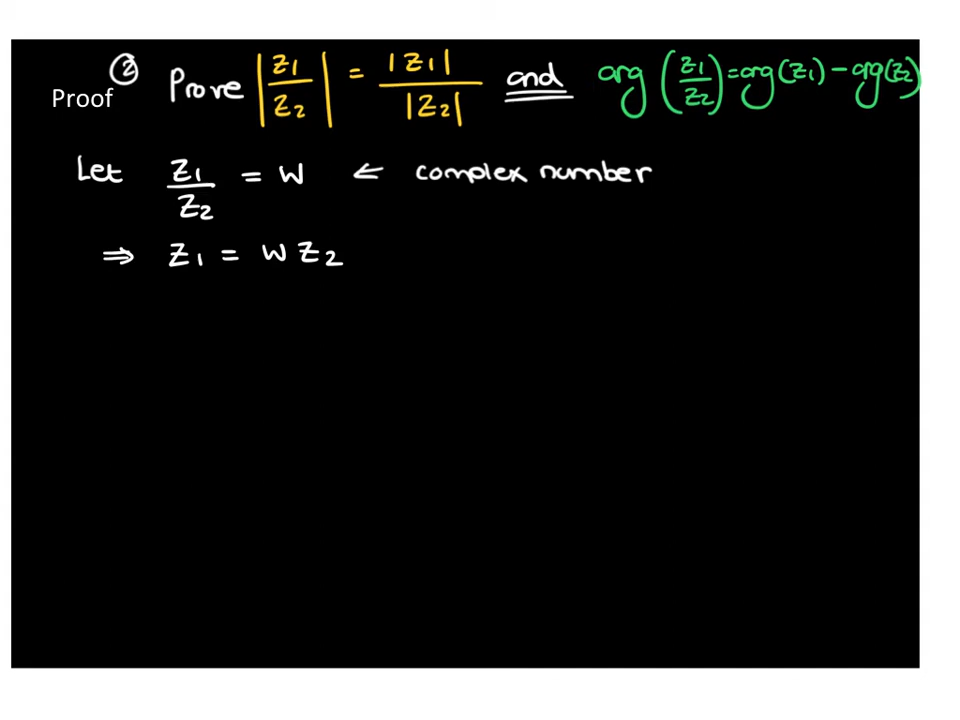 ② Prove |z₁/z₂| = |z₁|/|z₂| and arg(z₁/z₂) = arg(z₁) − arg(z₂)
Proof
Let z₁/z₂ = w ← complex number
⇒ z₁ = w z₂